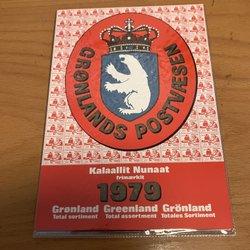 GRØNLANDS POSTVÆSEN
Kalaallit Nunaat
frimærkit
1979
Grønland Greenland Grönland
Total sortiment Total assortment Totales Sortiment